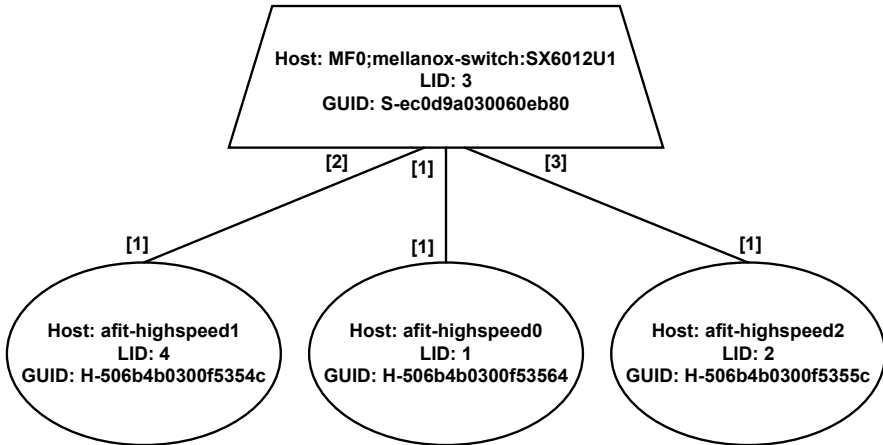 Host: MF0;mellanox-switch:SX6012U1
LID: 3
GUID: S-ec0d9a030060eb80
[2]
[1]
[3]
[1]
[1]
[1]
Host: afit-highspeed1
LID: 4
GUID: H-506b4b0300f5354c
Host: afit-highspeed0
LID: 1
GUID: H-506b4b0300f53564
Host: afit-highspeed2
LID: 2
GUID: H-506b4b0300f5355c